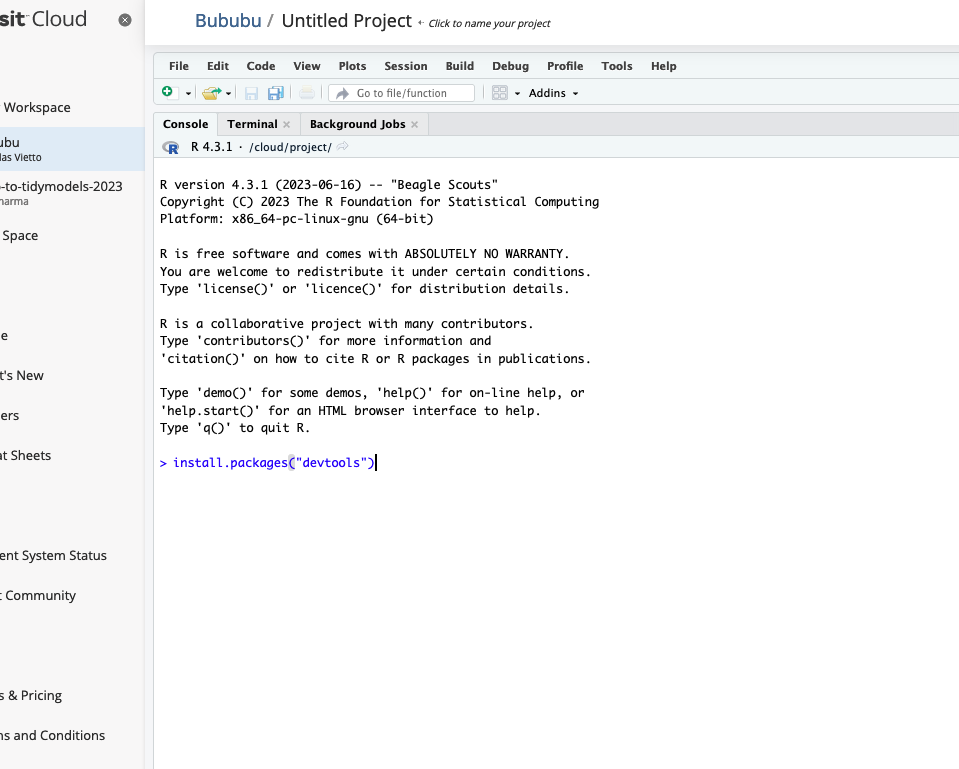 sit Cloud
Bububu / Untitled Project ← Click to name your project
File Edit Code View Plots Session Build Debug Profile Tools Help
Go to file/function Addins
Workspace
Console Terminal × Background Jobs ×
ubu
las Vietto
R R 4.3.1 · /cloud/project/
-to-tidymodels-2023
harma
Space
e
t's New
ers
at Sheets
ent System Status
t Community
s & Pricing
ns and Conditions
R version 4.3.1 (2023-06-16) -- "Beagle Scouts"
Copyright (C) 2023 The R Foundation for Statistical Computing
Platform: x86_64-pc-linux-gnu (64-bit)
R is free software and comes with ABSOLUTELY NO WARRANTY.
You are welcome to redistribute it under certain conditions.
Type 'license()' or 'licence()' for distribution details.
R is a collaborative project with many contributors.
Type 'contributors()' for more information and
'citation()' on how to cite R or R packages in publications.
Type 'demo()' for some demos, 'help()' for on-line help, or
'help.start()' for an HTML browser interface to help.
Type 'q()' to quit R.
> install.packages("devtools")